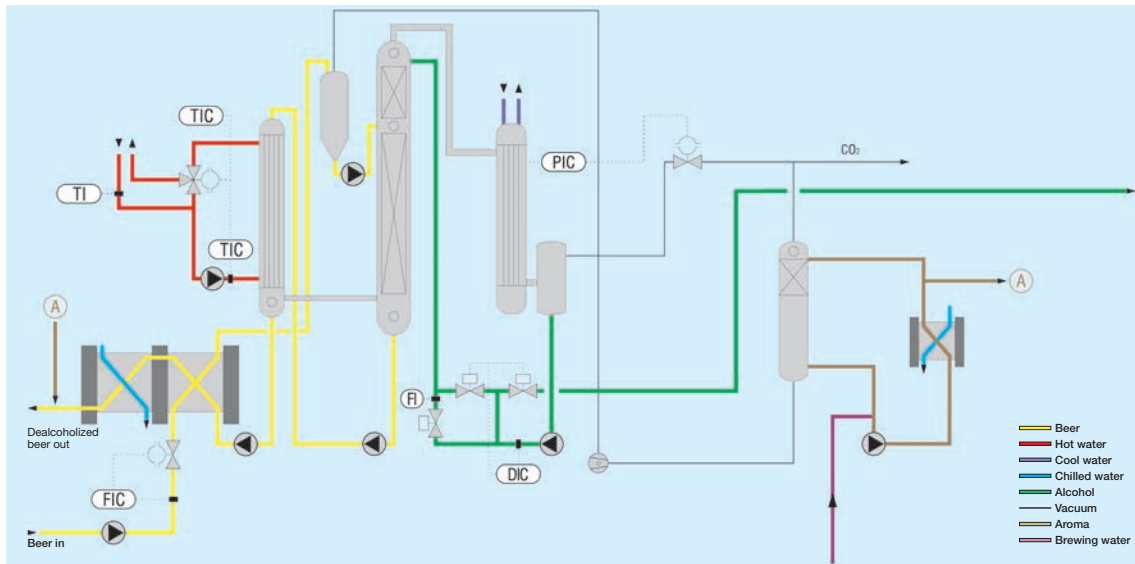 TIC
TI
TIC
PIC
CO₂
A
A
FI
DIC
Dealcoholized
beer out
FIC
Beer in
Beer
Hot water
Cool water
Chilled water
Alcohol
Vacuum
Aroma
Brewing water